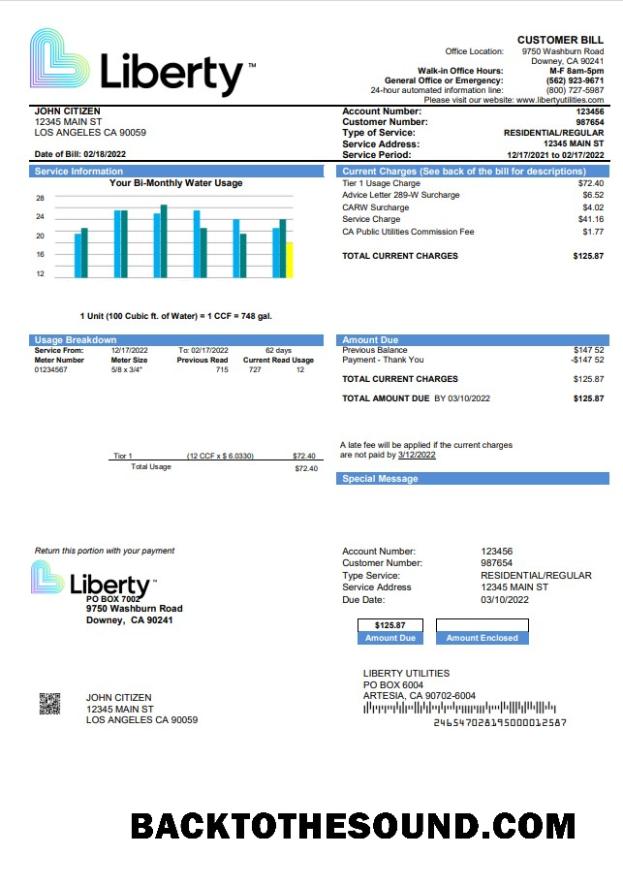 Liberty™
CUSTOMER BILL
Office Location: 9750 Washburn Road
Downey, CA 90241
Walk-in Office Hours: M-F 8am-5pm
General Office or Emergency: (562) 923-9671
24-hour automated information line: (800) 727-5987
Please visit our website: www.libertyutilities.com
JOHN CITIZEN
12345 MAIN ST
LOS ANGELES CA 90059
Date of Bill: 02/18/2022
Account Number: 123456
Customer Number: 987654
Type of Service: RESIDENTIAL/REGULAR
Service Address: 12345 MAIN ST
Service Period: 12/17/2021 to 02/17/2022
Service Information
Your Bi-Monthly Water Usage
28
24
20
16
12
1 Unit (100 Cubic ft. of Water) = 1 CCF = 748 gal.
Current Charges (See back of the bill for descriptions)
Tier 1 Usage Charge $72.40
Advice Letter 289-W Surcharge $6.52
CARW Surcharge $4.02
Service Charge $41.16
CA Public Utilities Commission Fee $1.77
TOTAL CURRENT CHARGES $125.87
Usage Breakdown
Service From: 12/17/2022 To: 02/17/2022 62 days
Meter Number Meter Size Previous Read Current Read Usage
01234567 5/8 x 3/4" 715 727 12
Tier 1 (12 CCF x $ 6.0330) $72.40
Total Usage $72.40
Amount Due
Previous Balance $147 52
Payment - Thank You -$147 52
TOTAL CURRENT CHARGES $125.87
TOTAL AMOUNT DUE BY 03/10/2022 $125.87
A late fee will be applied if the current charges
are not paid by 3/12/2022
Special Message
Return this portion with your payment
Liberty™
PO BOX 7002
9750 Washburn Road
Downey, CA 90241
Account Number: 123456
Customer Number: 987654
Type Service: RESIDENTIAL/REGULAR
Service Address 12345 MAIN ST
Due Date: 03/10/2022
$125.87
Amount Due Amount Enclosed
JOHN CITIZEN
12345 MAIN ST
LOS ANGELES CA 90059
LIBERTY UTILITIES
PO BOX 6004
ARTESIA, CA 90702-6004
246547028195000012587
BACKTOTHESOUND.COM